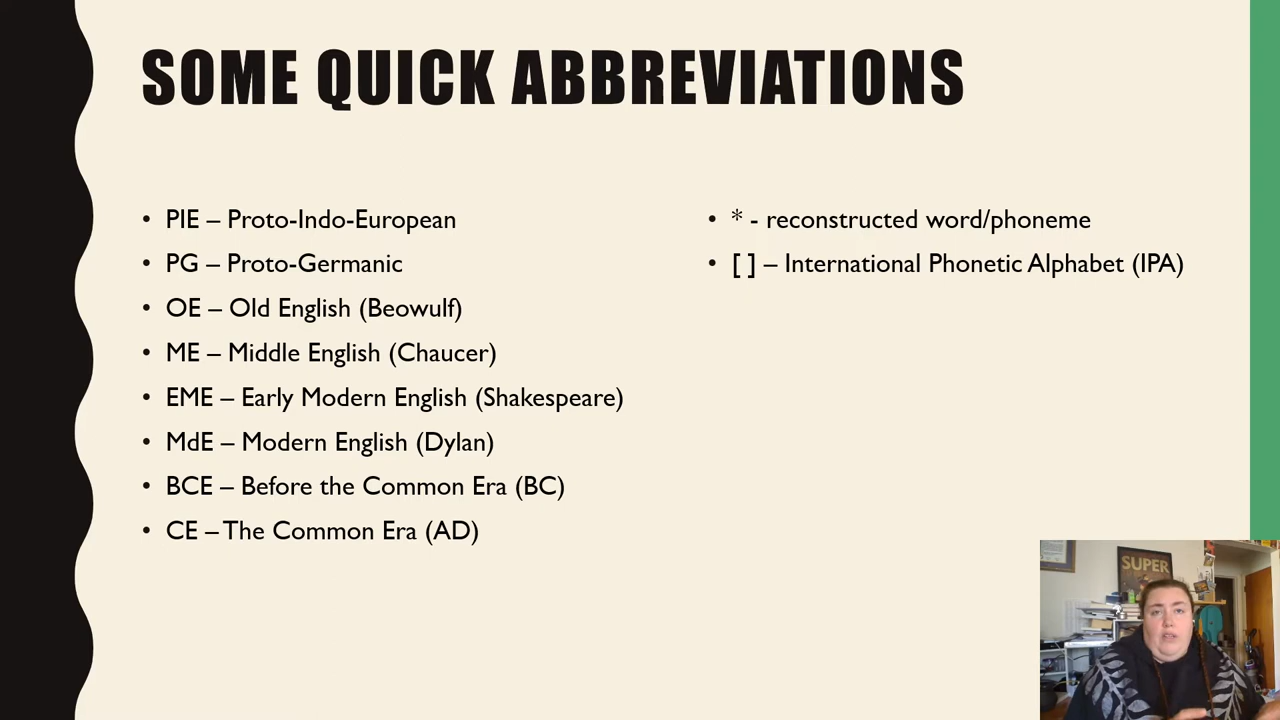 SOME QUICK ABBREVIATIONS
• PIE – Proto-Indo-European
• PG – Proto-Germanic
• OE – Old English (Beowulf)
• ME – Middle English (Chaucer)
• EME – Early Modern English (Shakespeare)
• MdE – Modern English (Dylan)
• BCE – Before the Common Era (BC)
• CE – The Common Era (AD)
• * - reconstructed word/phoneme
• [ ] – International Phonetic Alphabet (IPA)
SUPER